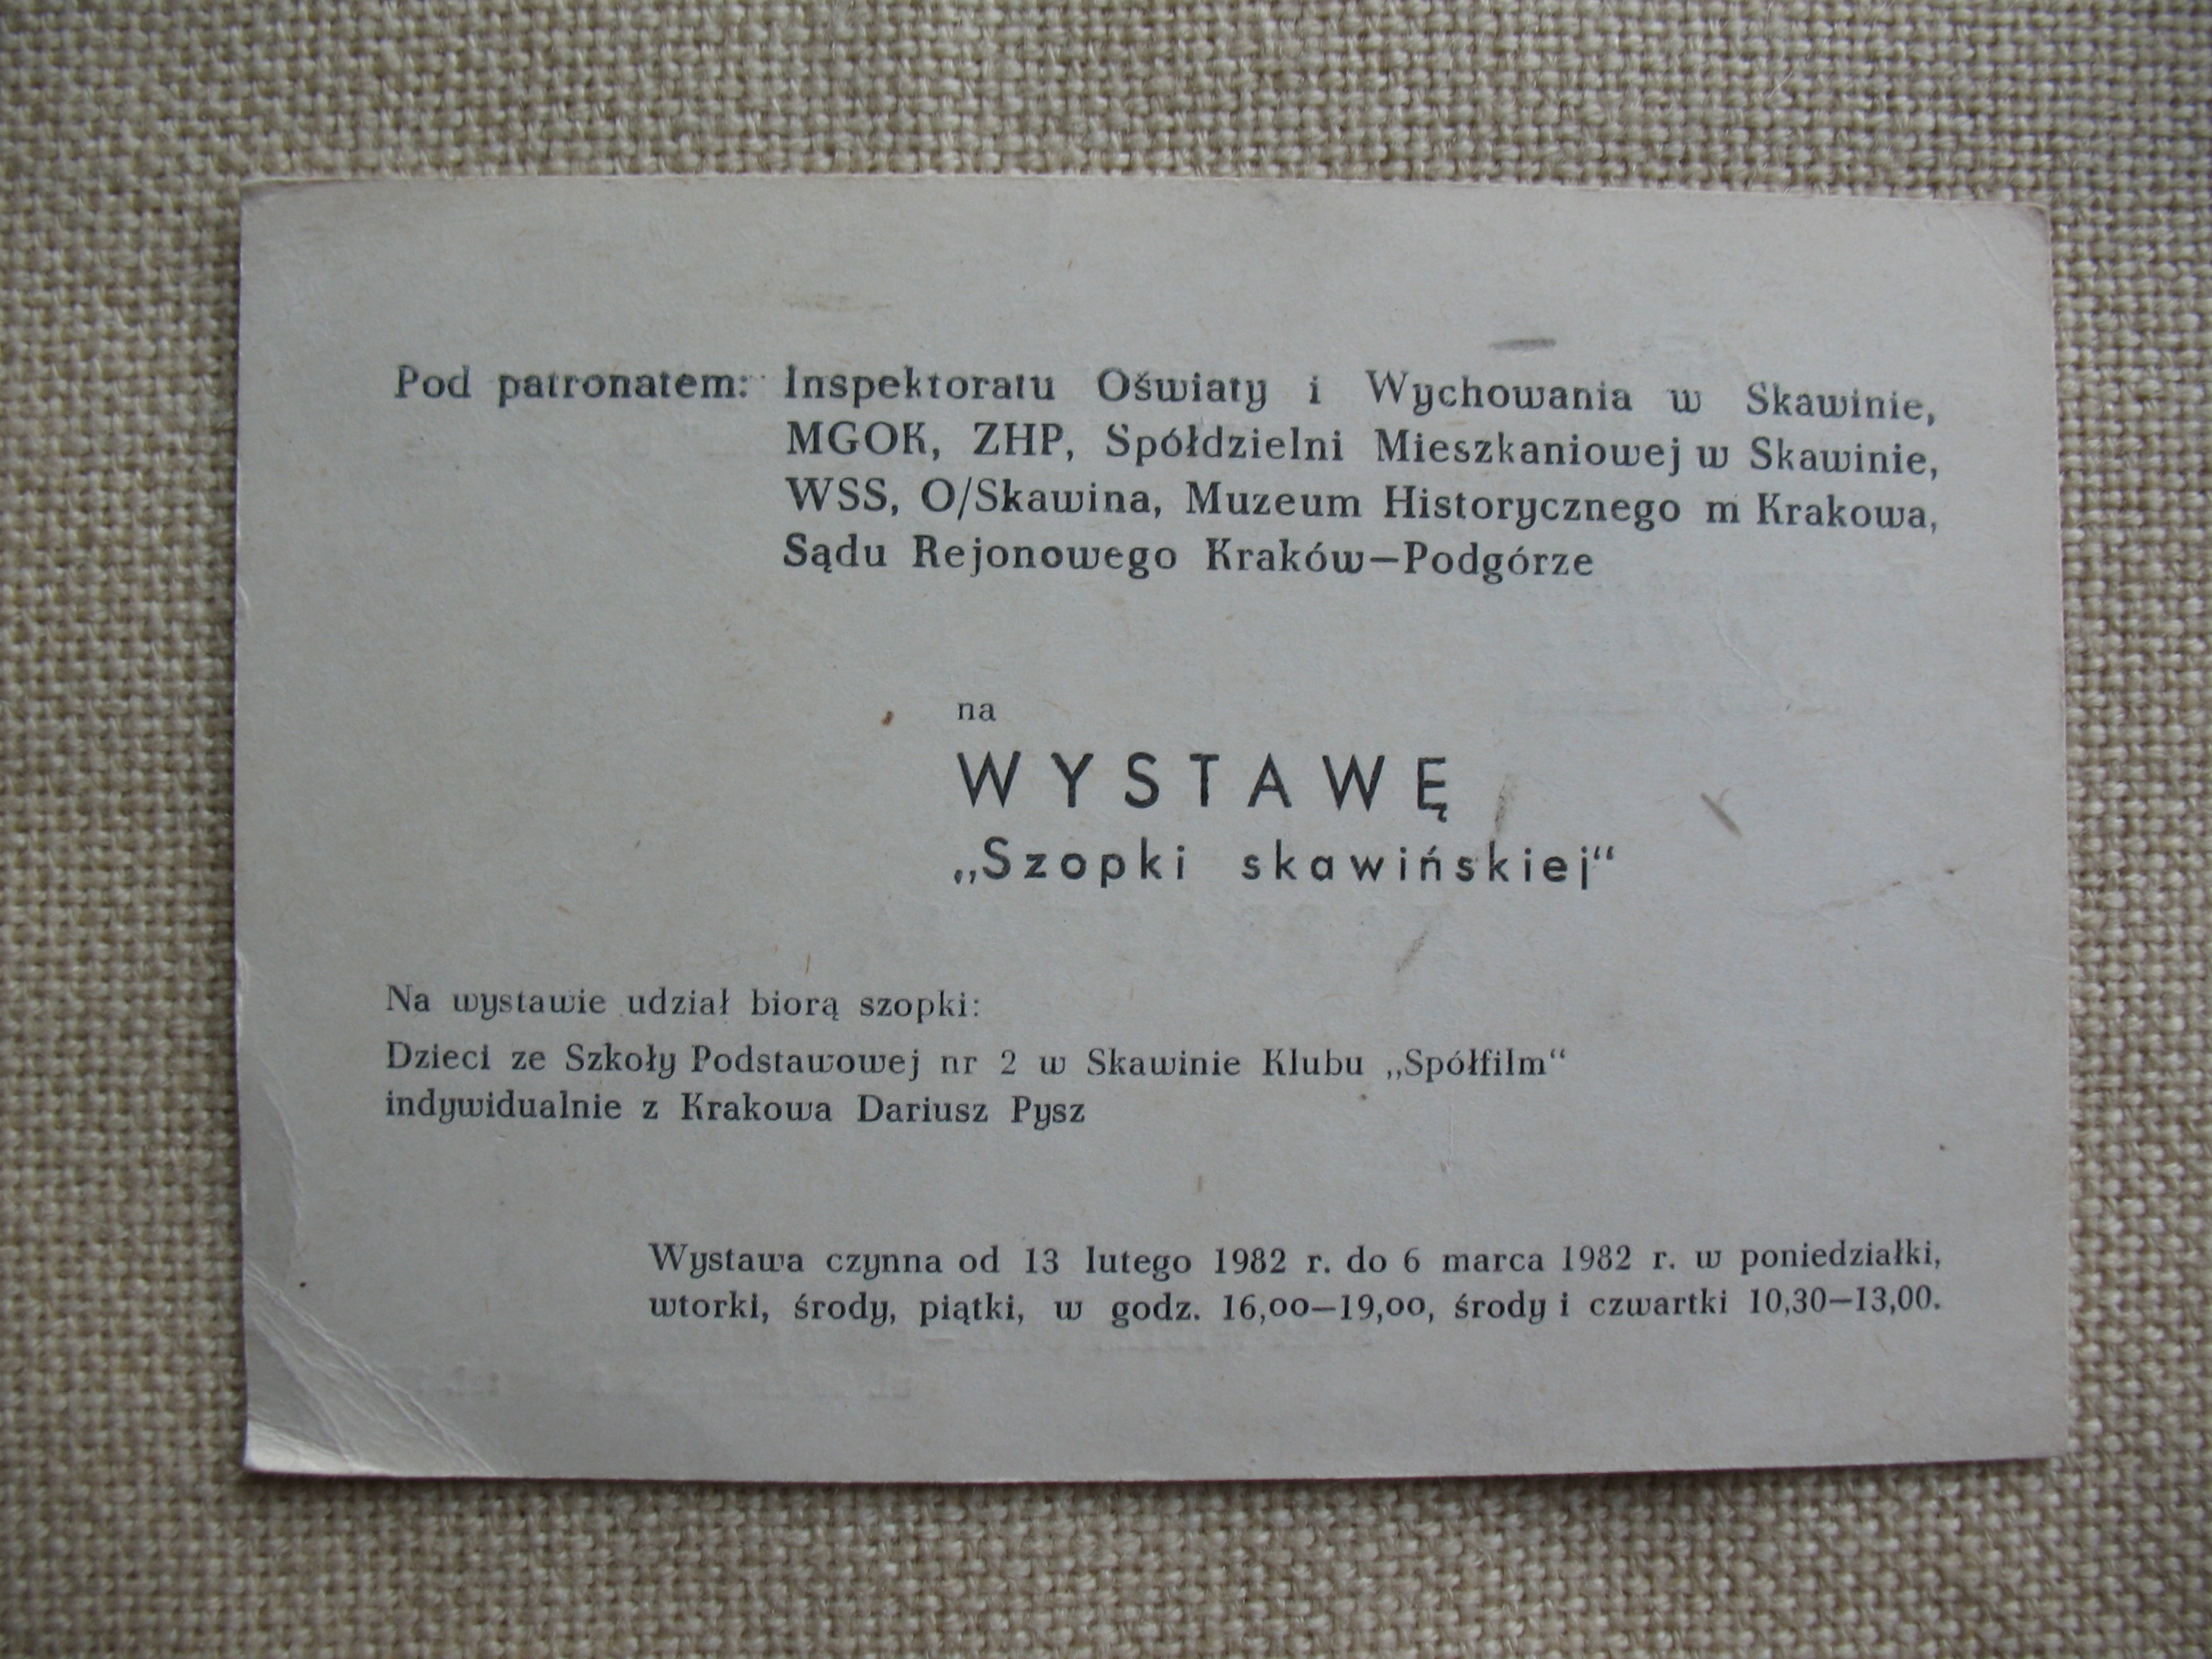 Pod patronatem: Inspektoratu Oświaty i Wychowania w Skawinie,
MGOK, ZHP, Spółdzielni Mieszkaniowej w Skawinie,
WSS, O/Skawina, Muzeum Historycznego m Krakowa,
Sądu Rejonowego Kraków—Podgórze
na
WYSTAWĘ
„Szopki skawińskiej“
Na wystawie udział biorą szopki:
Dzieci ze Szkoły Podstawowej nr 2 w Skawinie Klubu „Spółfilm“
indywidualnie z Krakowa Dariusz Pysz
Wystawa czynna od 13 lutego 1982 r. do 6 marca 1982 r. w poniedziałki,
wtorki, środy, piątki, w godz. 16,oo—19,oo, środy i czwartki 10,30—13,00.